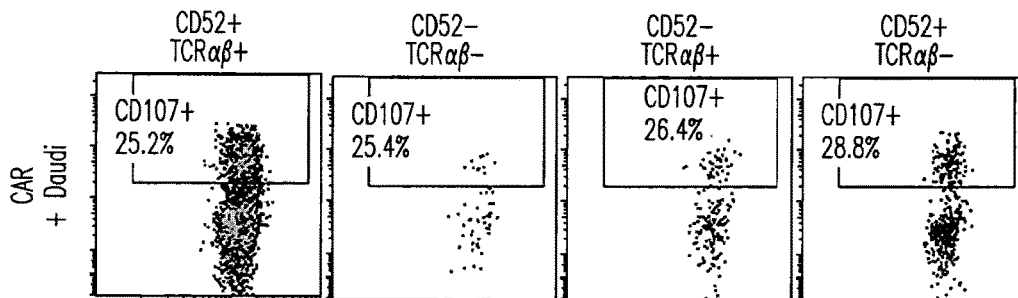 CD52+
TCRαβ+
CD52-
TCRαβ-
CD52-
TCRαβ+
CD52+
TCRαβ-
CAR
+ Daudi
CD107+
25.2%
CD107+
25.4%
CD107+
26.4%
CD107+
28.8%